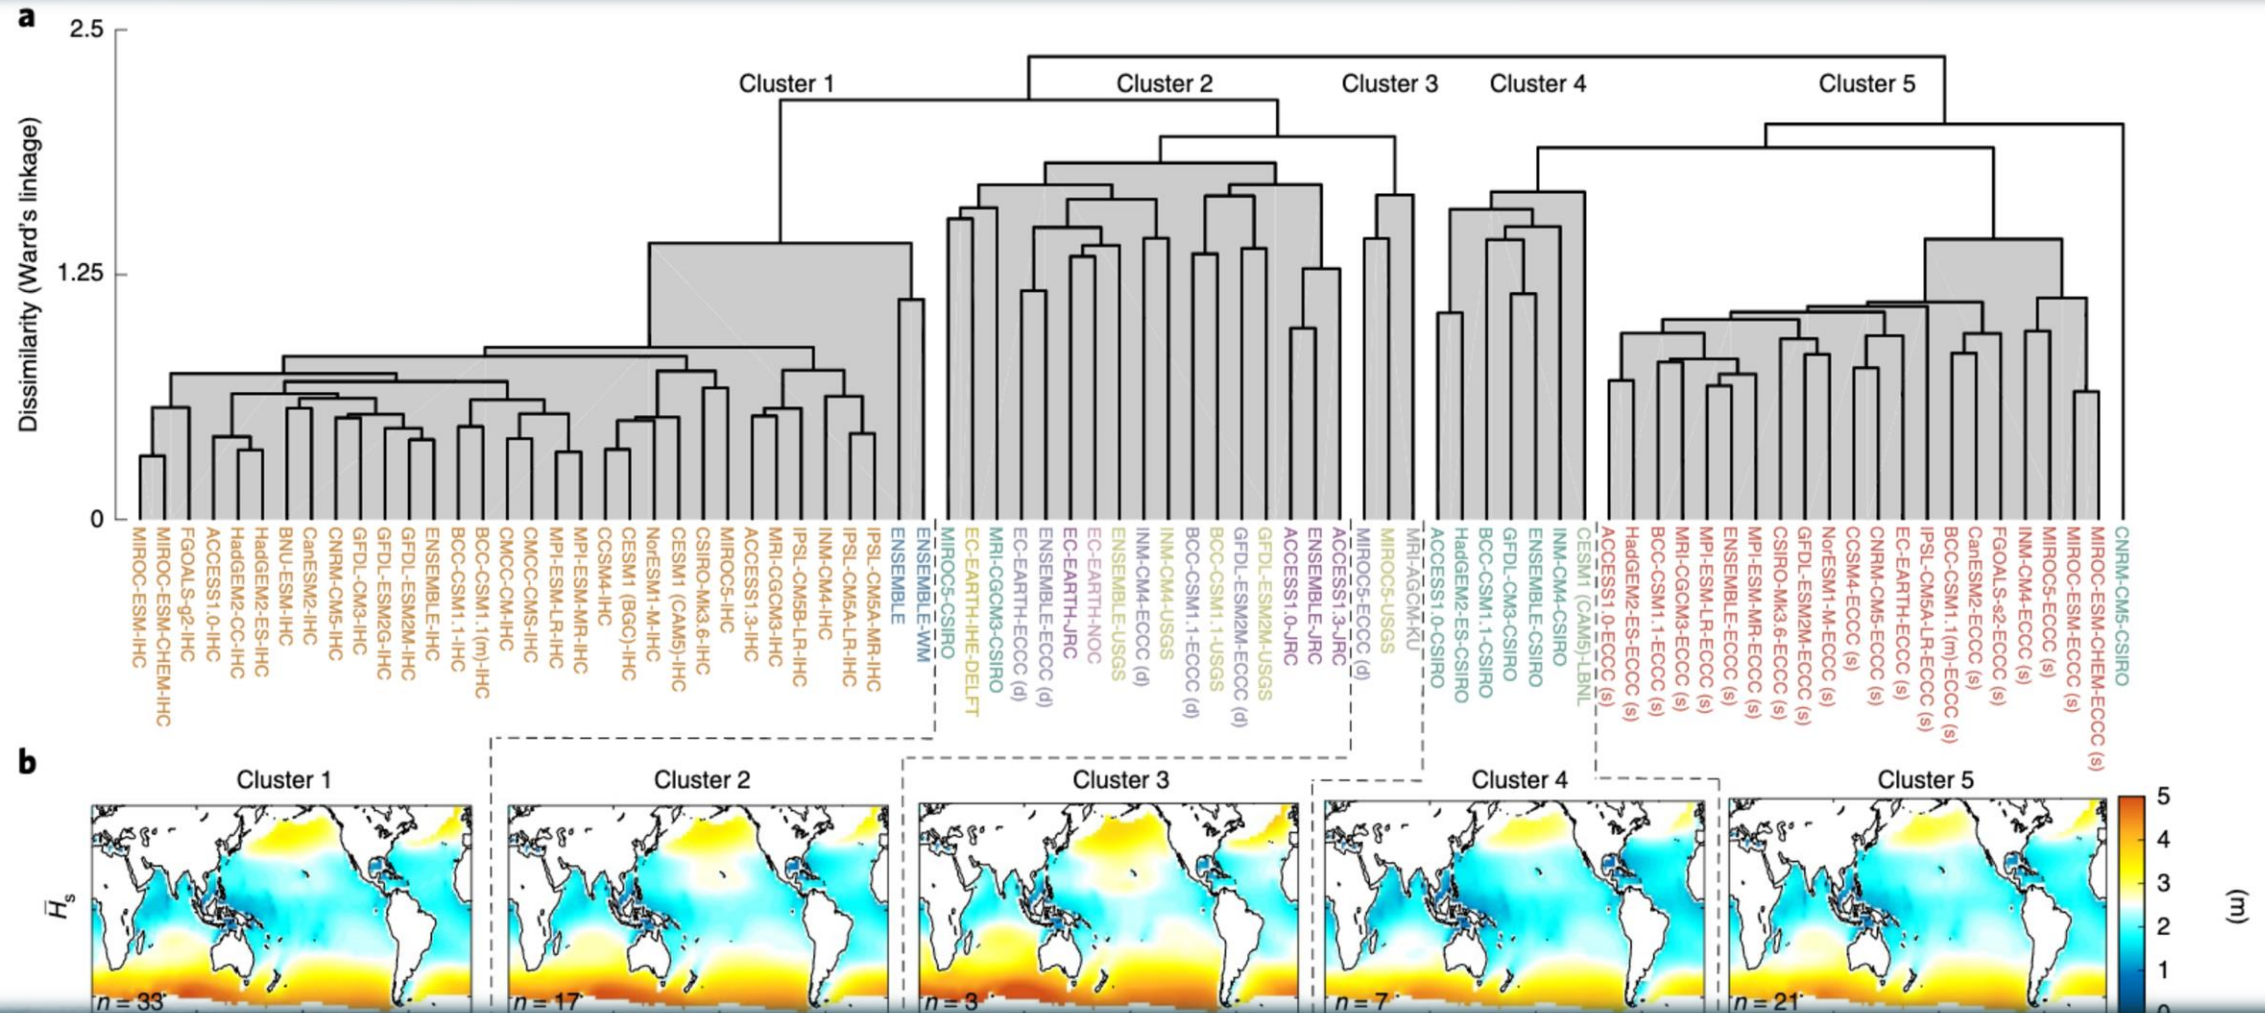 a
2.5
Cluster 1
Cluster 2
Cluster 3
Cluster 4
Cluster 5
Dissimilarity (Ward's linkage)
1.25
0
MIROC-ESM-IHC
MIROC-ESM-CHEM-IHC
FGOALS-g2-IHC
ACCESS1.0-IHC
HadGEM2-CC-IHC
HadGEM2-ES-IHC
BNU-ESM-IHC
CanESM2-IHC
CNRM-CM5-IHC
GFDL-CM3-IHC
GFDL-ESM2G-IHC
GFDL-ESM2M-IHC
ENSEMBLE-IHC
BCC-CSM1.1-IHC
BCC-CSM1.1(m)-IHC
CMCC-CM-IHC
CMCC-CMS-IHC
MPI-ESM-LR-IHC
MPI-ESM-MR-IHC
CCSM4-IHC
CESM1 (BGC)-IHC
NorESM1-M-IHC
CESM1 (CAM5)-IHC
CSIRO-Mk3.6-IHC
MIROC5-IHC
ACCESS1.3-IHC
MRI-CGCM3-IHC
IPSL-CM5B-LR-IHC
INM-CM4-IHC
IPSL-CM5A-LR-IHC
IPSL-CM5A-MR-IHC
ENSEMBLE
ENSEMBLE-WM
MIROC5-CSIRO
EC-EARTH-IHE-DELFT
MRI-CGCM3-CSIRO
EC-EARTH-ECCC (d)
ENSEMBLE-ECCC (d)
EC-EARTH-JRC
EC-EARTH-NOC
ENSEMBLE-USGS
INM-CM4-ECCC (d)
INM-CM4-USGS
BCC-CSM1.1-ECCC (d)
BCC-CSM1.1-USGS
GFDL-ESM2M-ECCC (d)
GFDL-ESM2M-USGS
ACCESS1.0-JRC
ENSEMBLE-JRC
ACCESS1.3-JRC
MIROC5-ECCC (d)
MIROC5-USGS
MRI-AGCM-KU
ACCESS1.0-CSIRO
HadGEM2-ES-CSIRO
BCC-CSM1.1-CSIRO
GFDL-CM3-CSIRO
ENSEMBLE-CSIRO
INM-CM4-CSIRO
CESM1 (CAM5)-LBNL
ACCESS1.0-ECCC (s)
HadGEM2-ES-ECCC (s)
BCC-CSM1.1-ECCC (s)
MRI-CGCM3-ECCC (s)
MPI-ESM-LR-ECCC (s)
ENSEMBLE-ECCC (s)
MPI-ESM-MR-ECCC (s)
CSIRO-Mk3.6-ECCC (s)
GFDL-ESM2M-ECCC (s)
NorESM1-M-ECCC (s)
CCSM4-ECCC (s)
CNRM-CM5-ECCC (s)
EC-EARTH-ECCC (s)
IPSL-CM5A-LR-ECCC (s)
BCC-CSM1.1(m)-ECCC (s)
CanESM2-ECCC (s)
FGOALS-s2-ECCC (s)
INM-CM4-ECCC (s)
MIROC5-ECCC (s)
MIROC-ESM-ECCC (s)
MIROC-ESM-CHEM-ECCC (s)
CNRM-CM5-CSIRO
b
Cluster 1
Cluster 2
Cluster 3
Cluster 4
Cluster 5
H̅s
n = 33
n = 17
n = 3
n = 7
n = 21
5
4
3
2
1
0
(m)